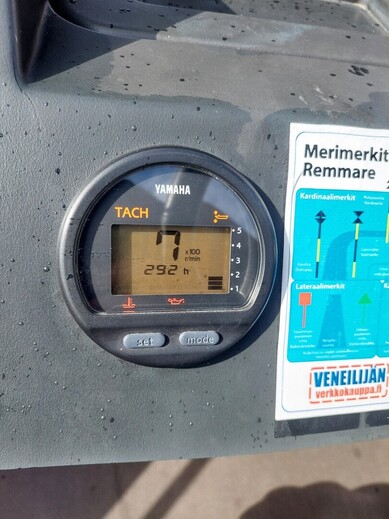 YAMAHA
TACH
5
7
x100
r/min
4
3
292 h
2
1
set
mode
Merimerkit
Remmare
Kardinaalimerkit
Lateraalimerkit
VENEILIJÄN
verkkokauppa.fi